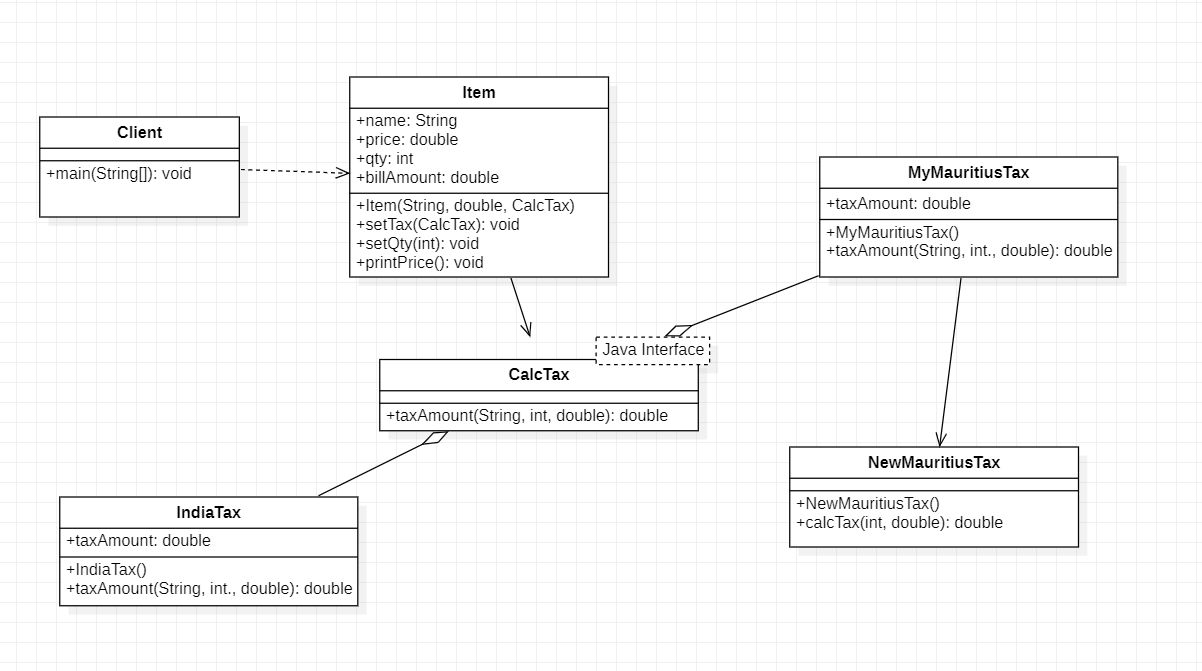 Client
+main(String[]): void
Item
+name: String
+price: double
+qty: int
+billAmount: double
+Item(String, double, CalcTax)
+setTax(CalcTax): void
+setQty(int): void
+printPrice(): void
MyMauritiusTax
+taxAmount: double
+MyMauritiusTax()
+taxAmount(String, int., double): double
Java Interface
CalcTax
+taxAmount(String, int, double): double
NewMauritiusTax
+NewMauritiusTax()
+calcTax(int, double): double
IndiaTax
+taxAmount: double
+IndiaTax()
+taxAmount(String, int., double): double